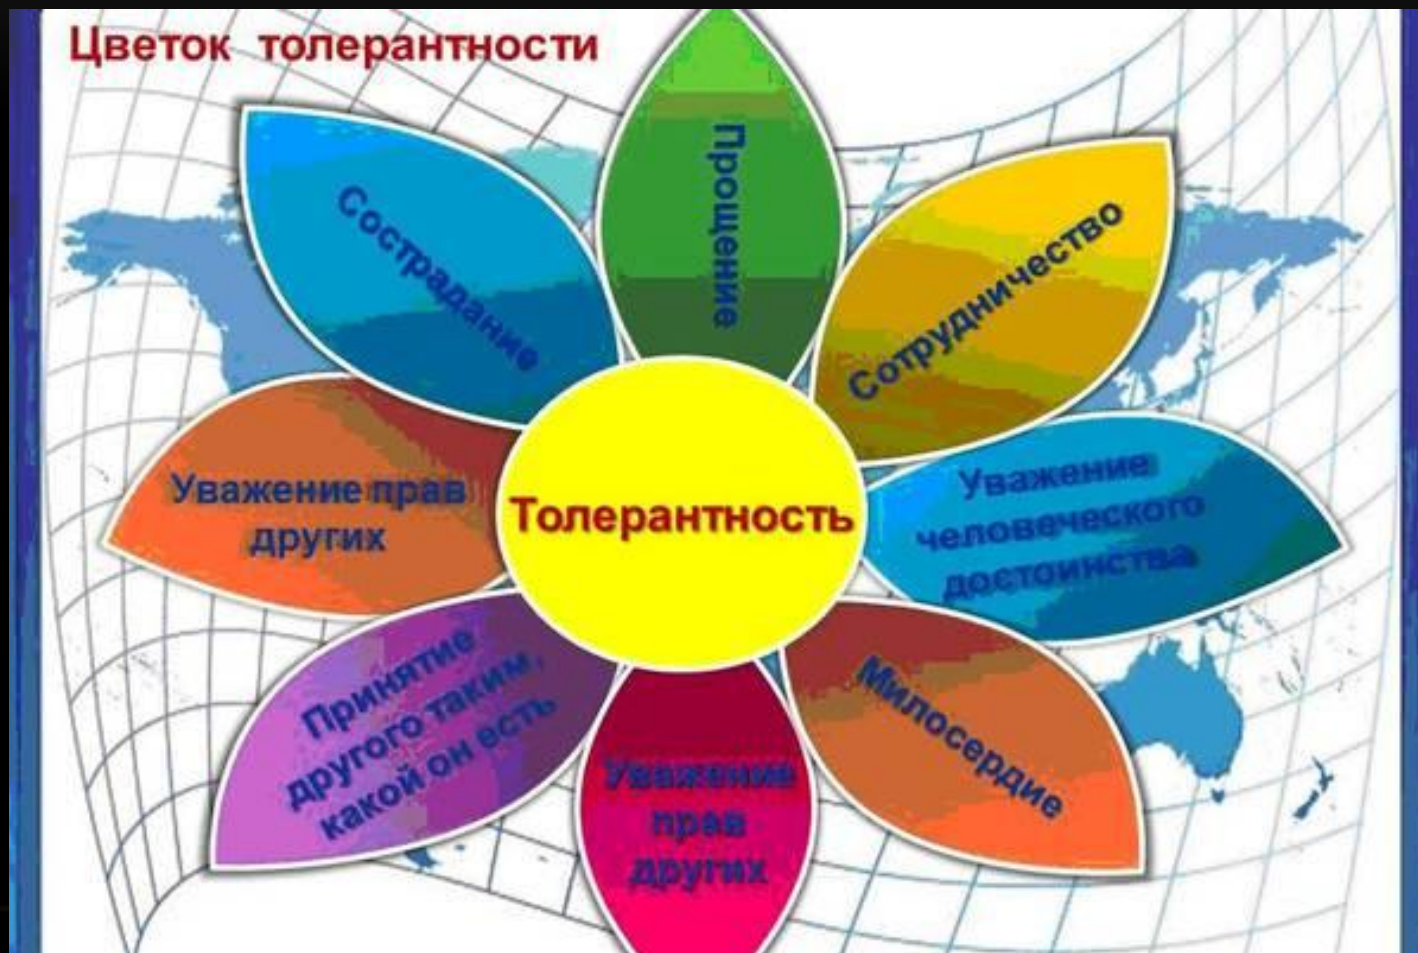 Цветок толерантности
Прощение
Сострадание
Сотрудничество
Уважение прав
других
Толерантность
Уважение
человеческого
достоинства
Принятие
другого таким,
какой он есть
Уважение
прав
других
Милосердие